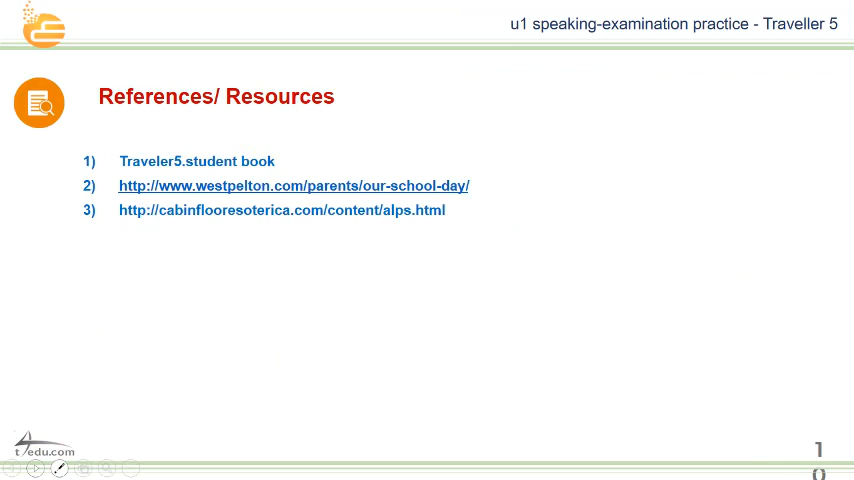 u1 speaking-examination practice - Traveller 5
References/ Resources
1) Traveler5.student book
2) http://www.westpelton.com/parents/our-school-day/
3) http://cabinflooresoterica.com/content/alps.html
t4edu.com
1
0